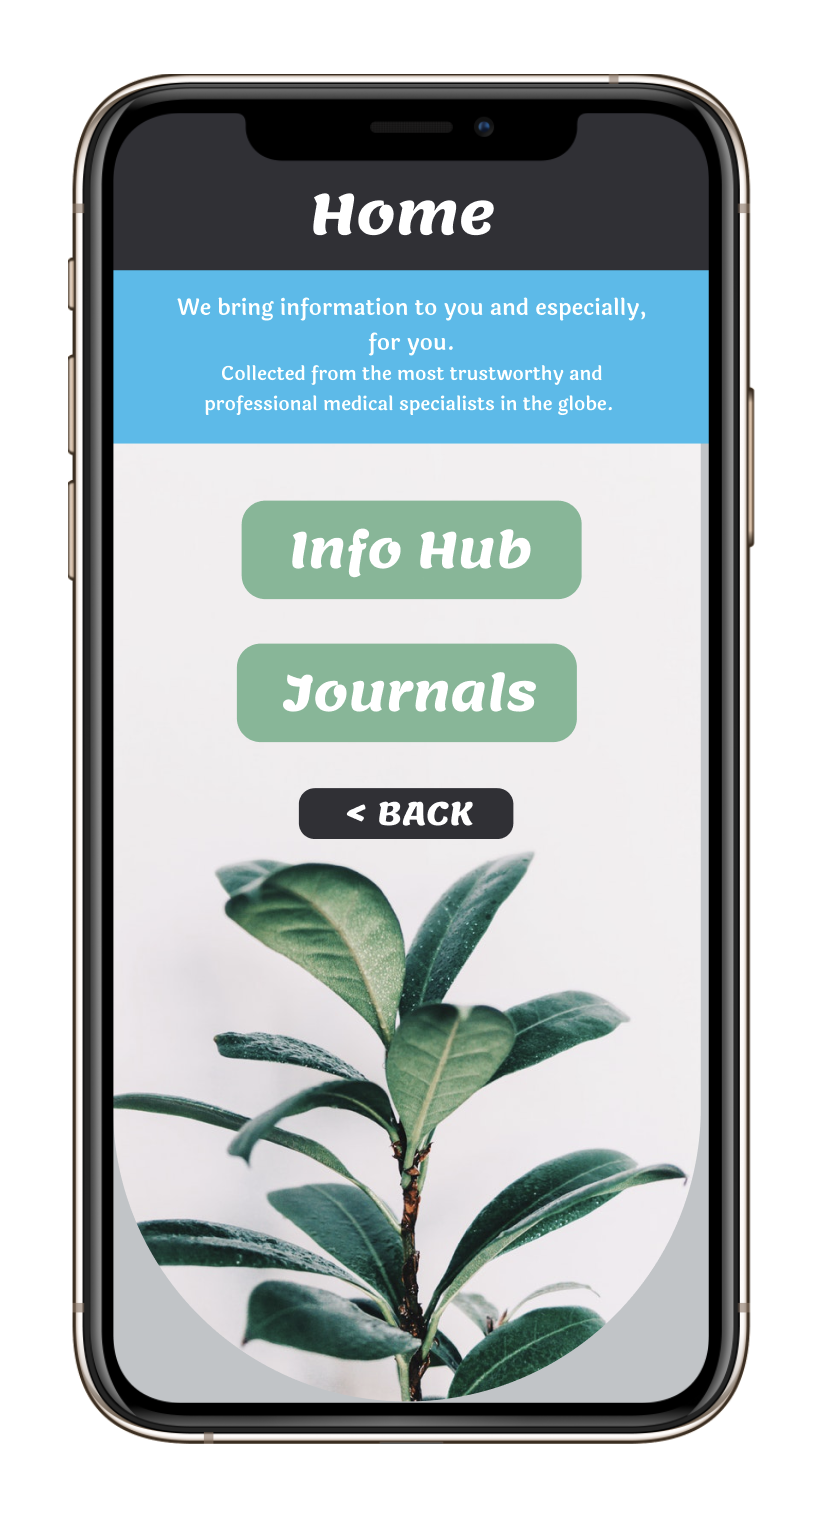 Home
We bring information to you and especially,
for you.
Collected from the most trustworthy and
professional medical specialists in the globe.
Info Hub
Journals
< BACK